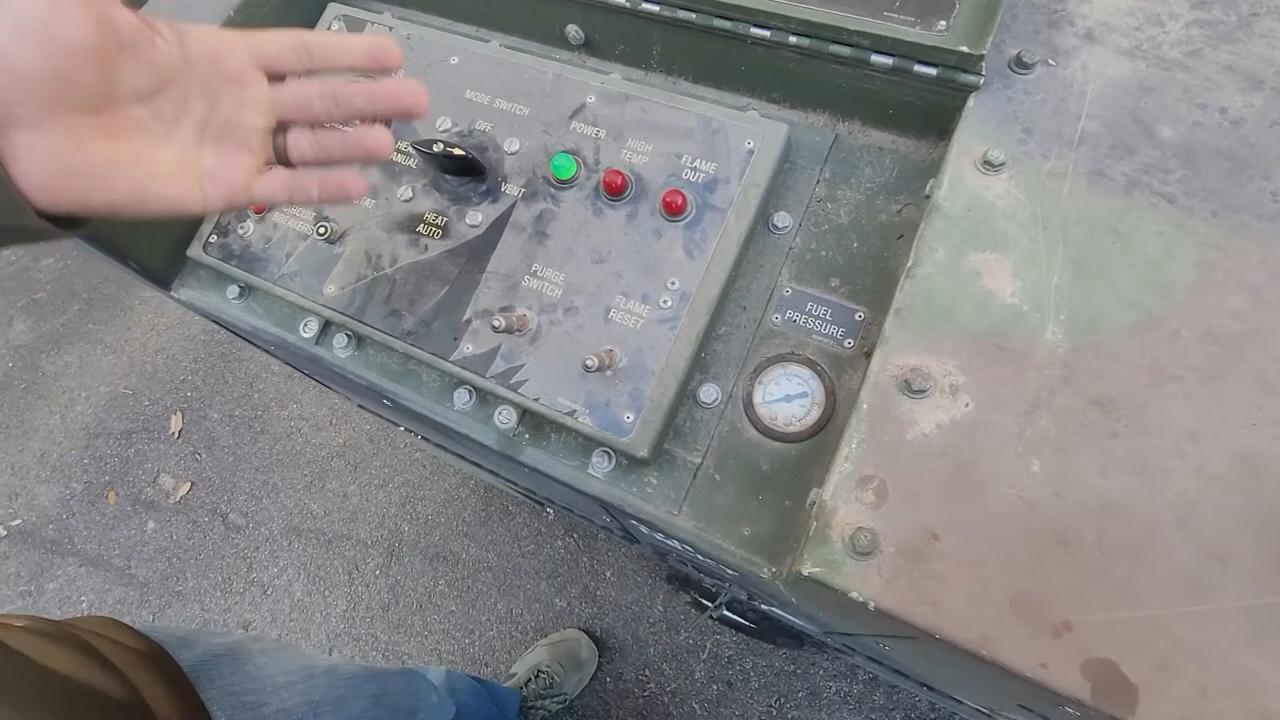 MODE SWITCH
OFF
POWER
HIGH
TEMP
FLAME
OUT
VENT
HEAT
AUTO
CIRCUIT
BREAKERS
PURGE
SWITCH
FLAME
RESET
FUEL
PRESSURE